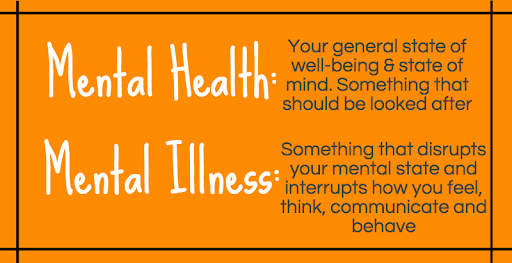 Mental Health:
Your general state of
well-being & state of
mind. Something that
should be looked after
Mental Illness:
Something that disrupts
your mental state and
interrupts how you feel,
think, communicate and
behave